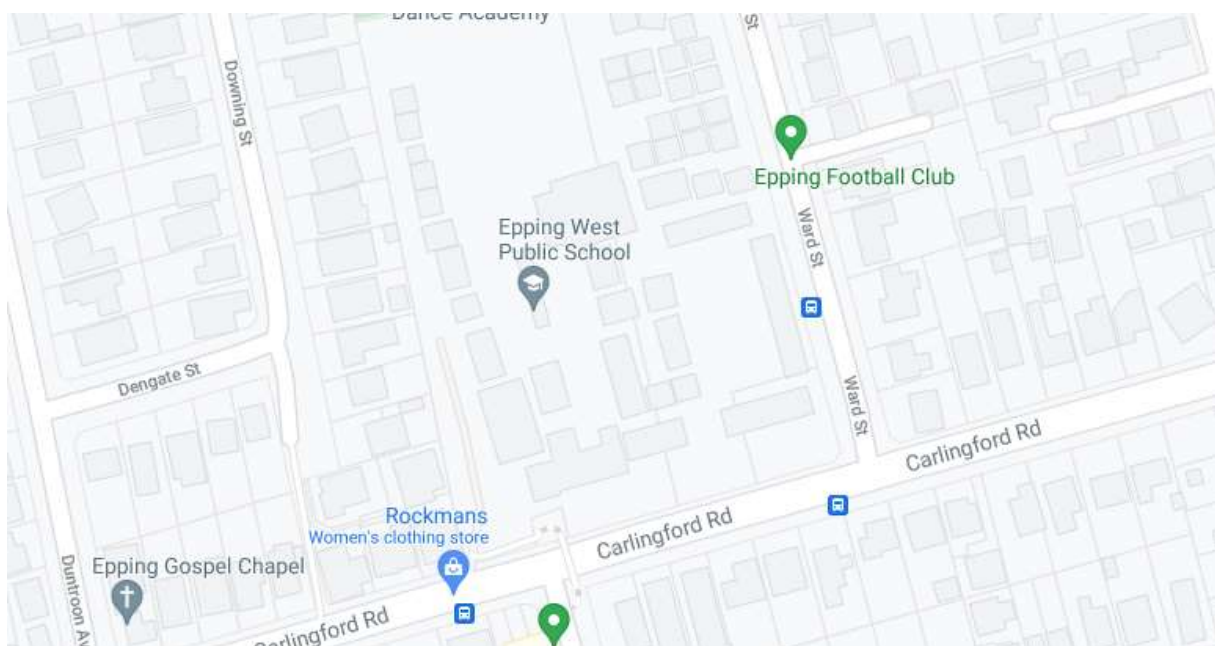 Dance Academy
St
Downing St
Epping Football Club
Epping West
Public School
Ward St
Dengate St
Ward St
Carlingford Rd
Rockmans
Women's clothing store
Carlingford Rd
Epping Gospel Chapel
Duntroon Av
Carlingford Rd